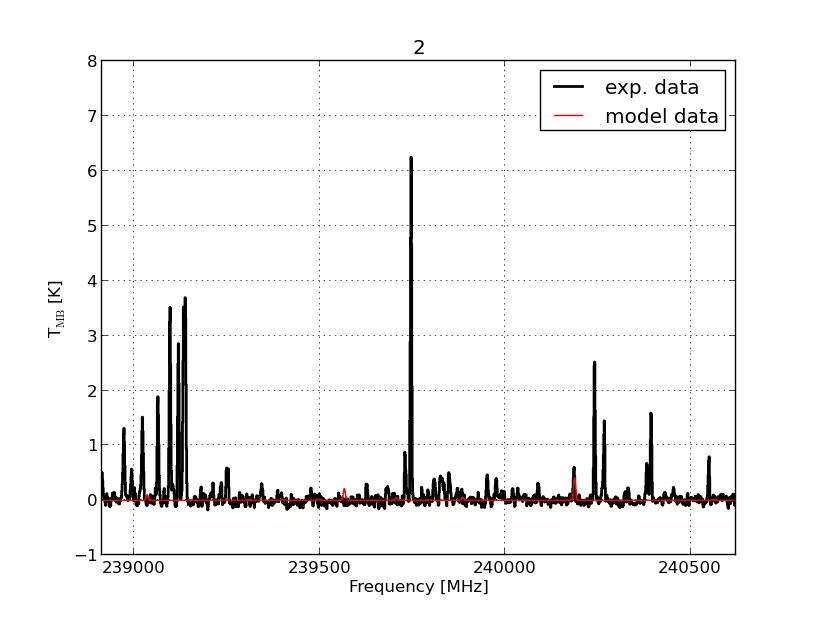 2
8
7
6
5
4
3
2
1
0
−1
T_MB [K]
exp. data
model data
239000 239500 240000 240500
Frequency [MHz]